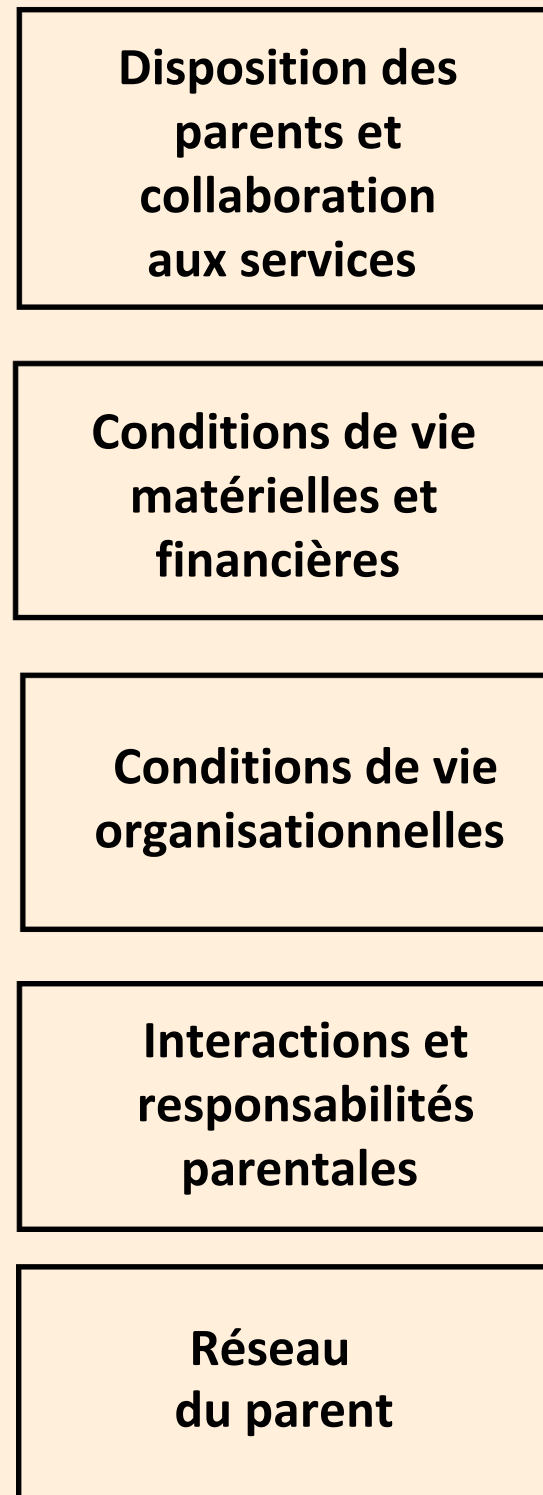 Disposition des
parents et
collaboration
aux services
Conditions de vie
matérielles et
financières
Conditions de vie
organisationnelles
Interactions et
responsabilités
parentales
Réseau
du parent